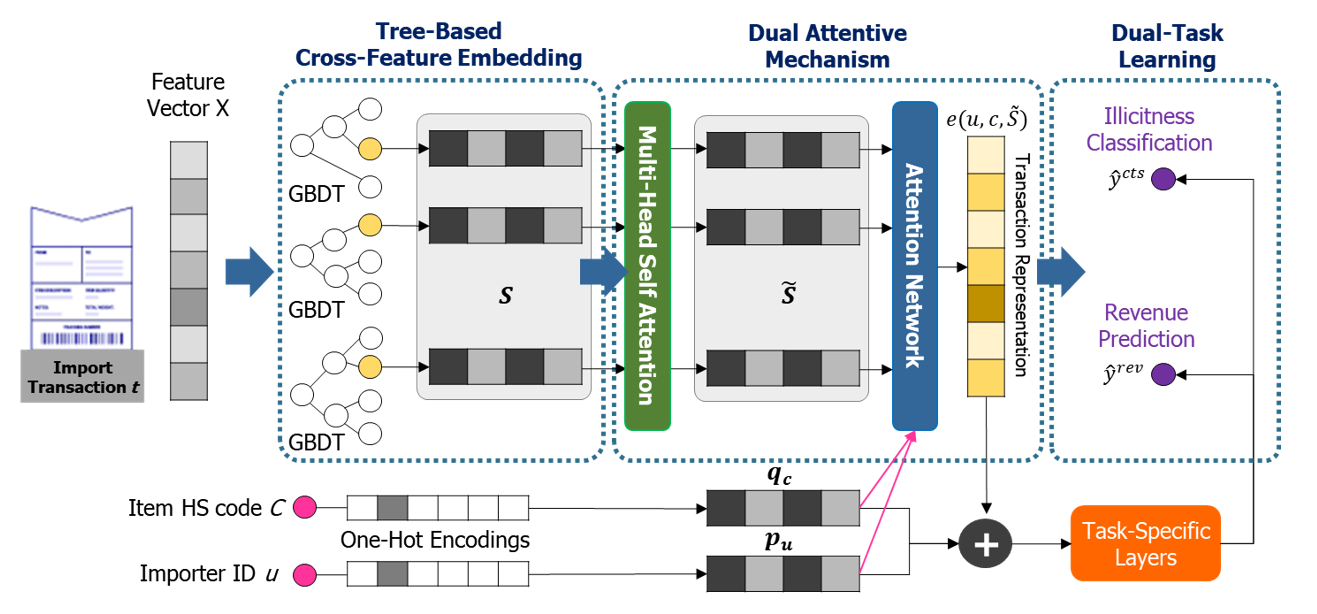 Tree-Based
Cross-Feature Embedding
Dual Attentive
Mechanism
Dual-Task
Learning
Feature
Vector X
Import
Transaction t
GBDT
GBDT
GBDT
S
Multi-Head Self Attention
S̃
Attention Network
e(u, c, S̃)
Transaction Representation
Illicitness
Classification
ŷᶜᵗˢ
Revenue
Prediction
ŷʳᵉᵛ
Item HS code C
One-Hot Encodings
Importer ID u
q_c
p_u
+
Task-Specific
Layers